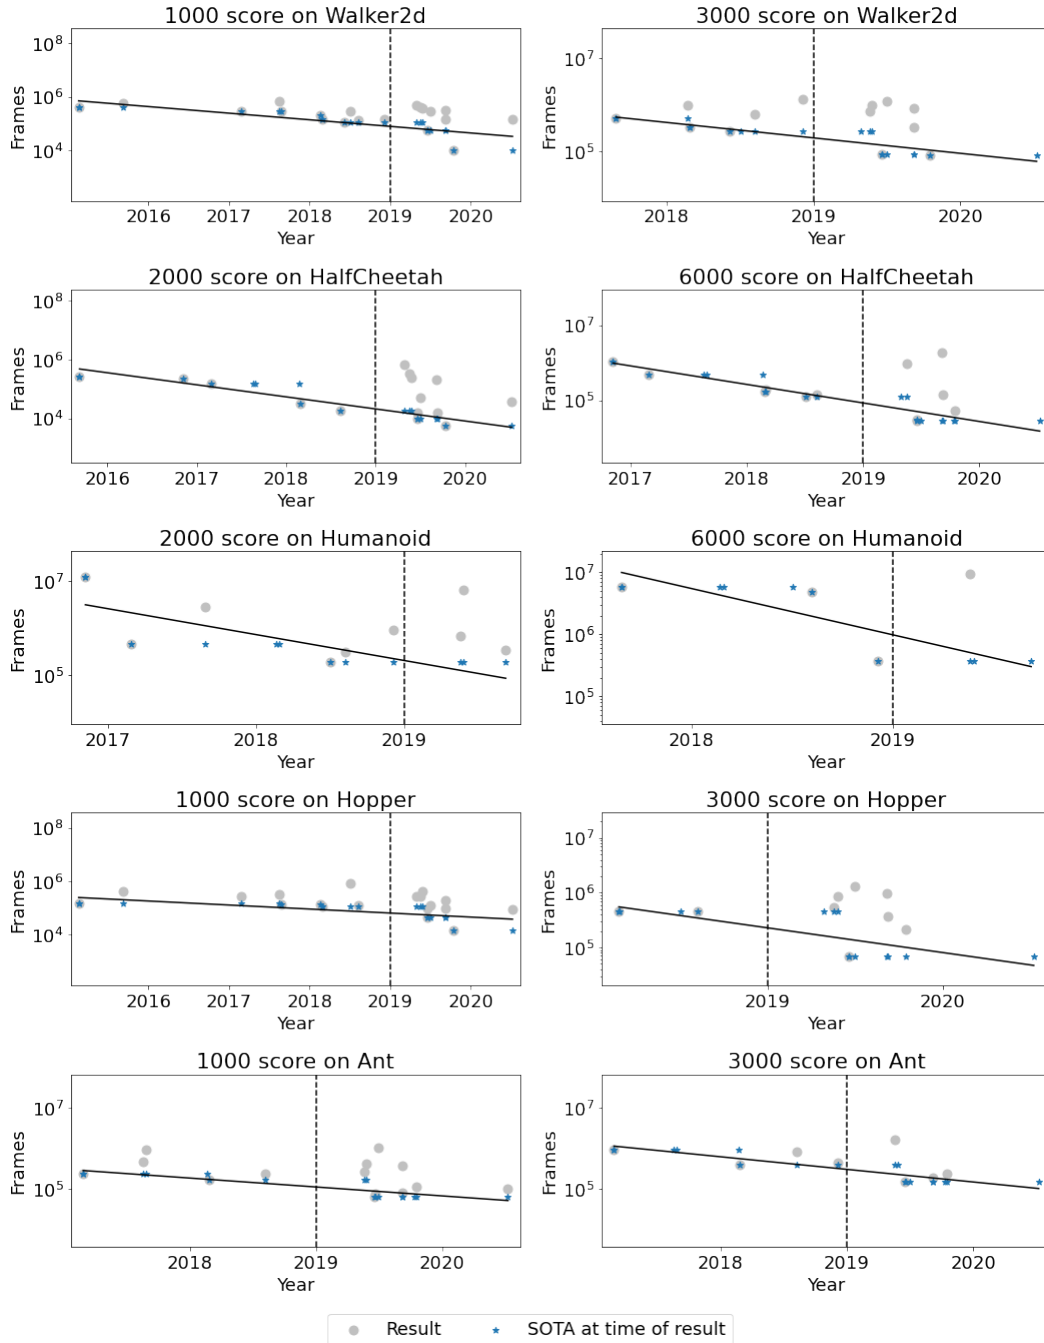 1000 score on Walker2d
3000 score on Walker2d
10^8
10^6
10^4
Frames
2016
2017
2018
2019
2020
Year
10^7
10^5
Frames
2018
2019
2020
Year
2000 score on HalfCheetah
6000 score on HalfCheetah
10^8
10^6
10^4
Frames
2016
2017
2018
2019
2020
Year
10^7
10^5
Frames
2017
2018
2019
2020
Year
2000 score on Humanoid
6000 score on Humanoid
10^7
10^5
Frames
2017
2018
2019
Year
10^7
10^6
10^5
Frames
2018
2019
Year
1000 score on Hopper
3000 score on Hopper
10^8
10^6
10^4
Frames
2016
2017
2018
2019
2020
Year
10^7
10^6
10^5
Frames
2019
2020
Year
1000 score on Ant
3000 score on Ant
10^7
10^5
Frames
2018
2019
2020
Year
10^7
10^5
Frames
2018
2019
2020
Year
Result
SOTA at time of result